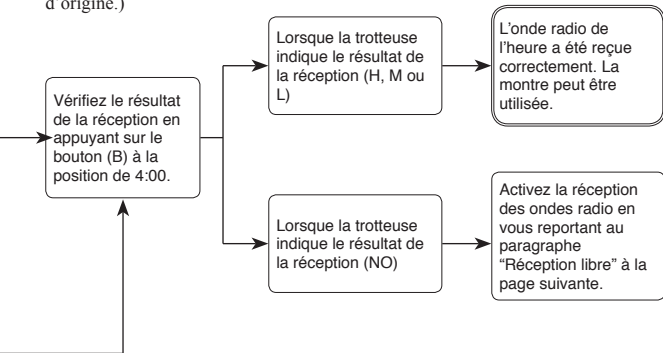 d’origine.)
Vérifiez le résultat
de la réception en
appuyant sur le
bouton (B) à la
position de 4:00.
Lorsque la trotteuse
indique le résultat de
la réception (H, M ou
L)
L’onde radio de
l’heure a été reçue
correctement. La
montre peut être
utilisée.
Lorsque la trotteuse
indique le résultat de
la réception (NO)
Activez la réception
des ondes radio en
vous reportant au
paragraphe
“Réception libre” à la
page suivante.